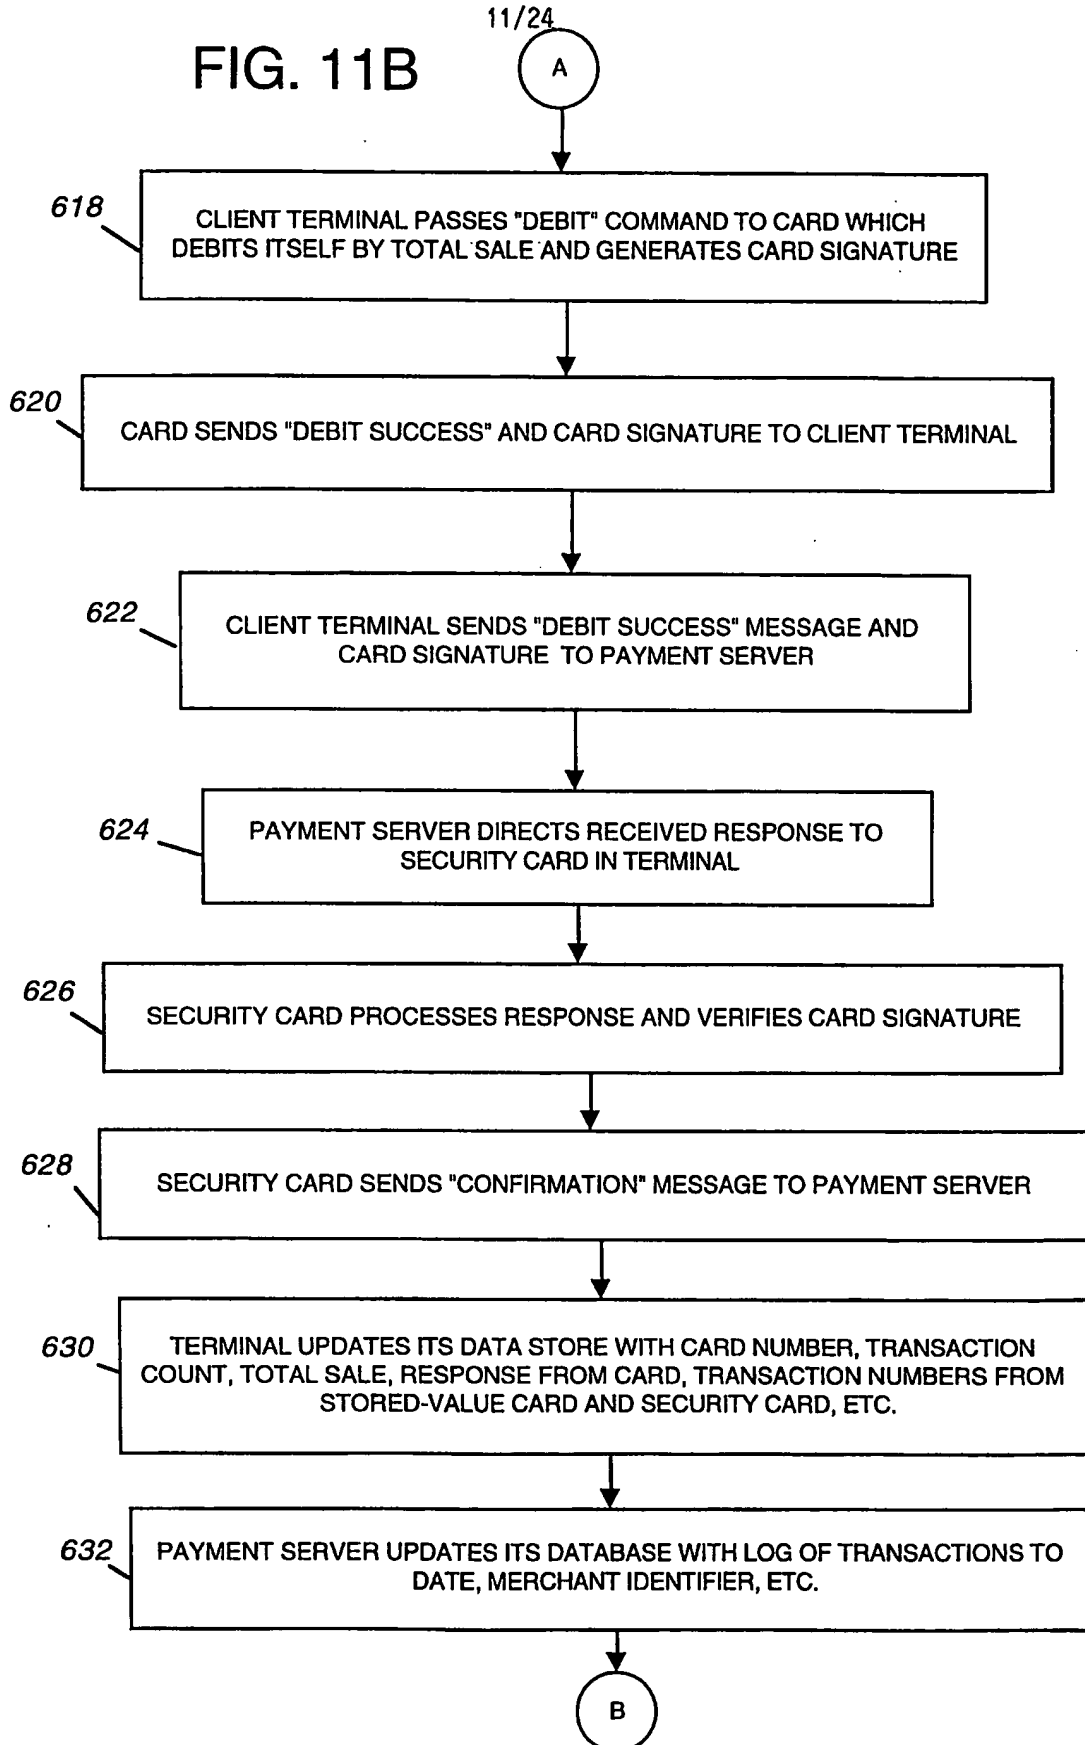 11/24
FIG. 11B
A
618
CLIENT TERMINAL PASSES "DEBIT" COMMAND TO CARD WHICH
DEBITS ITSELF BY TOTAL SALE AND GENERATES CARD SIGNATURE
620
CARD SENDS "DEBIT SUCCESS" AND CARD SIGNATURE TO CLIENT TERMINAL
622
CLIENT TERMINAL SENDS "DEBIT SUCCESS" MESSAGE AND
CARD SIGNATURE TO PAYMENT SERVER
624
PAYMENT SERVER DIRECTS RECEIVED RESPONSE TO
SECURITY CARD IN TERMINAL
626
SECURITY CARD PROCESSES RESPONSE AND VERIFIES CARD SIGNATURE
628
SECURITY CARD SENDS "CONFIRMATION" MESSAGE TO PAYMENT SERVER
630
TERMINAL UPDATES ITS DATA STORE WITH CARD NUMBER, TRANSACTION
COUNT, TOTAL SALE, RESPONSE FROM CARD, TRANSACTION NUMBERS FROM
STORED-VALUE CARD AND SECURITY CARD, ETC.
632
PAYMENT SERVER UPDATES ITS DATABASE WITH LOG OF TRANSACTIONS TO
DATE, MERCHANT IDENTIFIER, ETC.
B